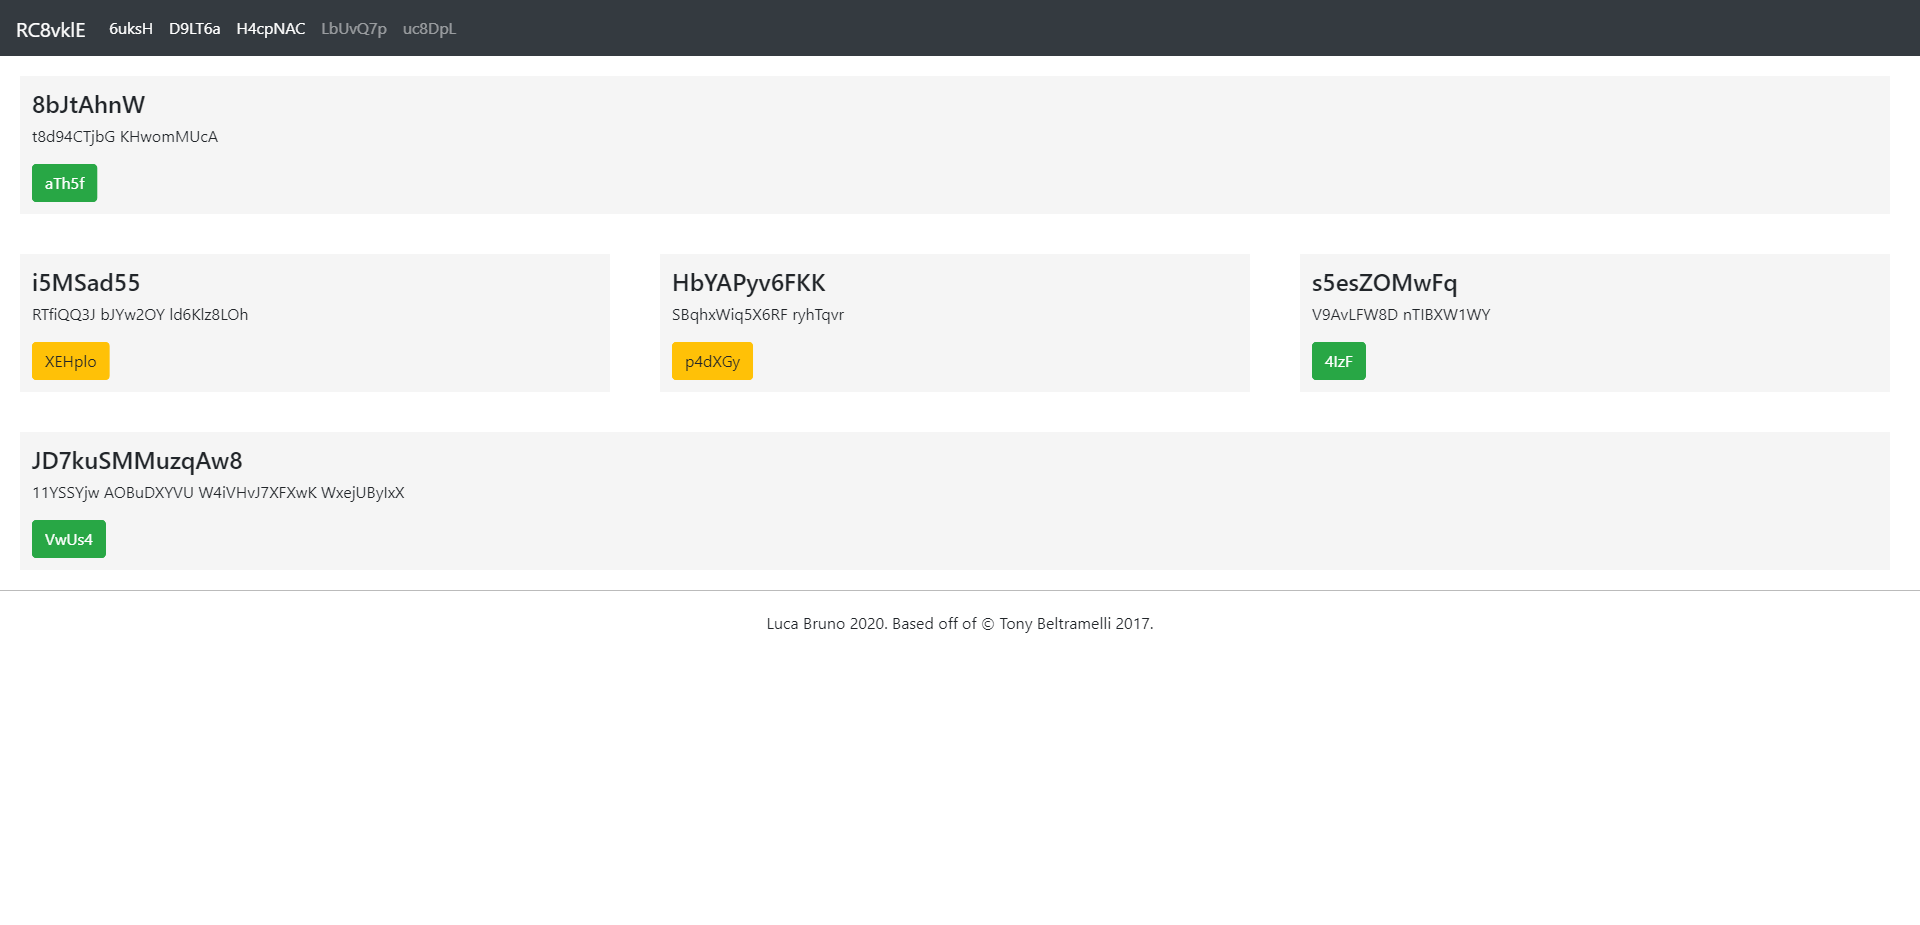 RC8vklE 6uksH D9LT6a H4cpNAC LbUvQ7p uc8DpL
8bJtAhnW
t8d94CTjbG KHwomMUcA
aTh5f
i5MSad55
RTfiQQ3J bJYw2OY ld6Klz8LOh
XEHplo
HbYAPyv6FKK
SBqhxWiq5X6RF ryhTqvr
p4dXGy
s5esZOMwFq
V9AvLFW8D nTIBXW1WY
4IzF
JD7kuSMMuzqAw8
11YSSYjw AOBuDXYVU W4iVHvJ7XFXwK WxejUByIxX
VwUs4
Luca Bruno 2020. Based off of © Tony Beltramelli 2017.